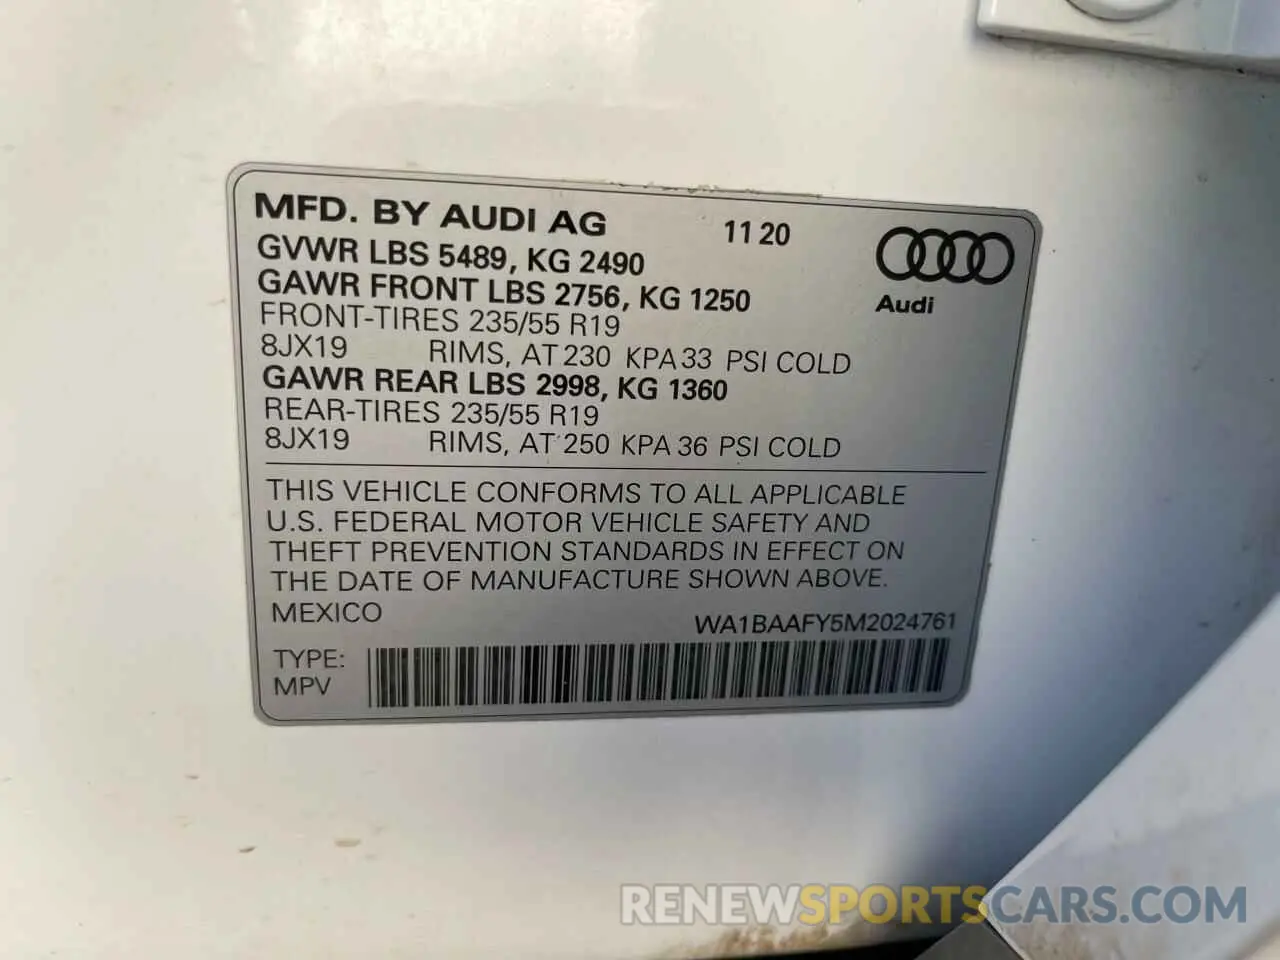 MFD. BY AUDI AG 11 20
GVWR LBS 5489, KG 2490
GAWR FRONT LBS 2756, KG 1250
Audi
FRONT-TIRES 235/55 R19
8JX19 RIMS, AT 230 KPA 33 PSI COLD
GAWR REAR LBS 2998, KG 1360
REAR-TIRES 235/55 R19
8JX19 RIMS, AT 250 KPA 36 PSI COLD
THIS VEHICLE CONFORMS TO ALL APPLICABLE
U.S. FEDERAL MOTOR VEHICLE SAFETY AND
THEFT PREVENTION STANDARDS IN EFFECT ON
THE DATE OF MANUFACTURE SHOWN ABOVE.
MEXICO WA1BAAFY5M2024761
TYPE:
MPV
RENEWSPORTSCARS.COM